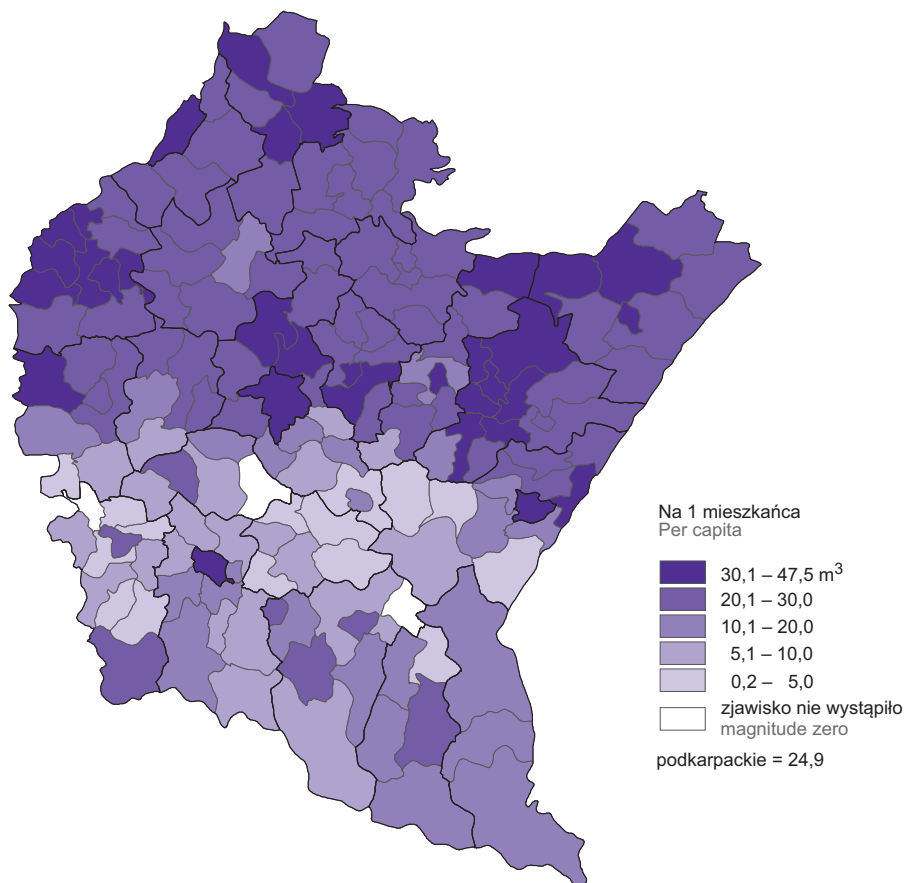 Na 1 mieszkańca
Per capita
30,1 – 47,5 m³
20,1 – 30,0
10,1 – 20,0
5,1 – 10,0
0,2 – 5,0
zjawisko nie wystąpiło
magnitude zero
podkarpackie = 24,9